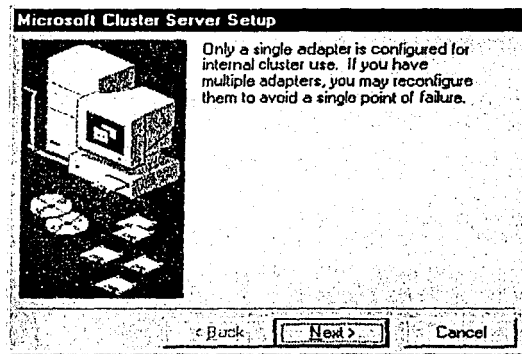 Microsoft Cluster Server Setup
Only a single adapter is configured for
internal cluster use. If you have
multiple adapters, you may reconfigure
them to avoid a single point of failure.
< Back
Next >
Cancel